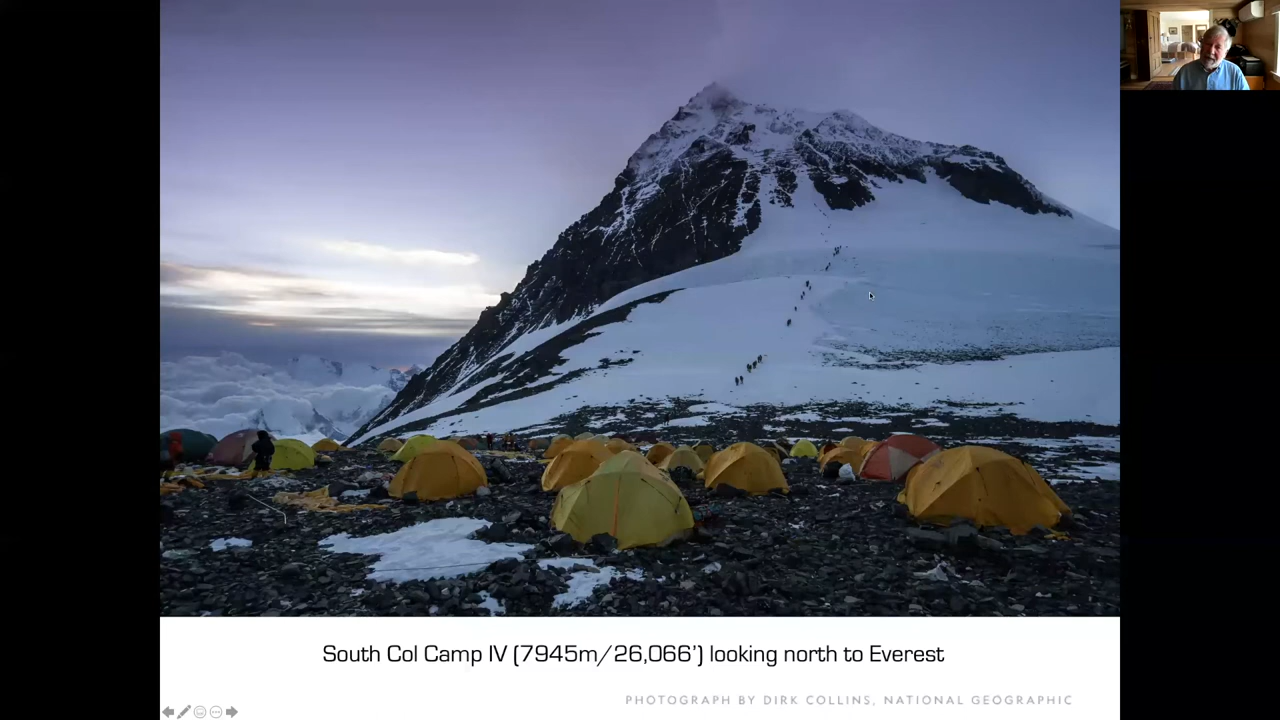 South Col Camp IV (7945m/26,066') looking north to Everest
PHOTOGRAPH BY DIRK COLLINS, NATIONAL GEOGRAPHIC